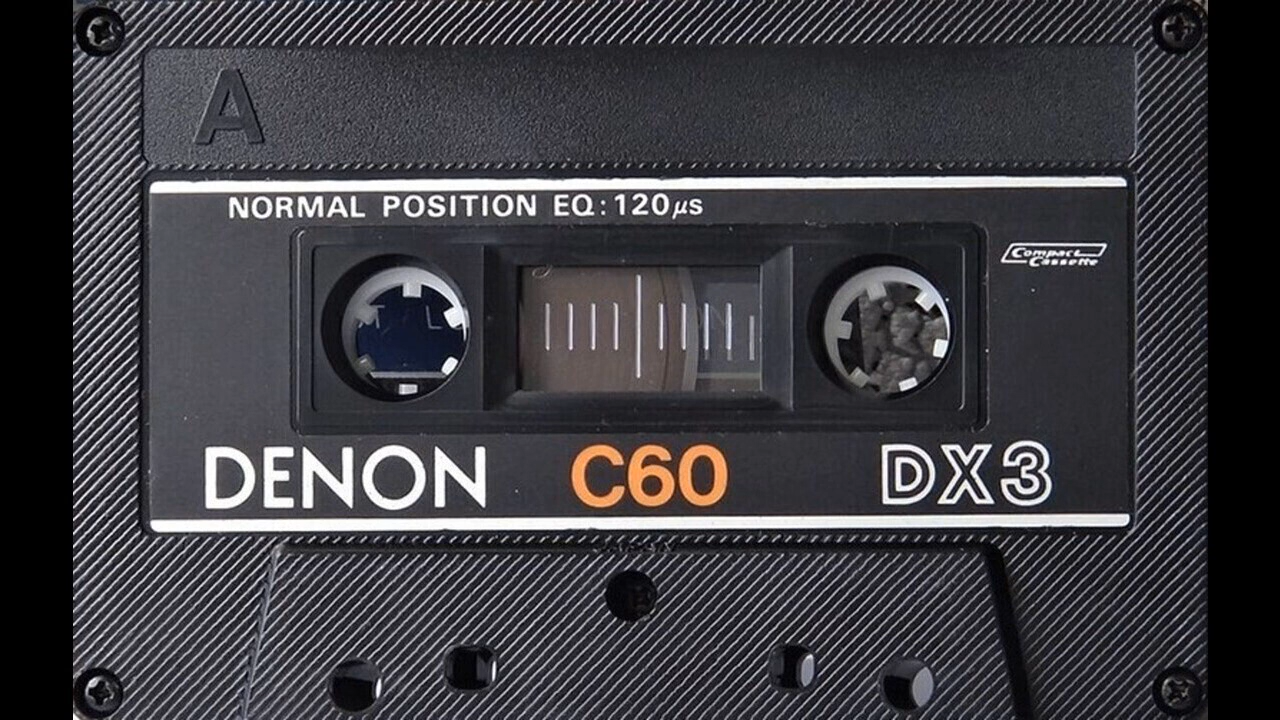 A
NORMAL POSITION EQ:120μs
Compact
Cassette
DENON C60 DX3